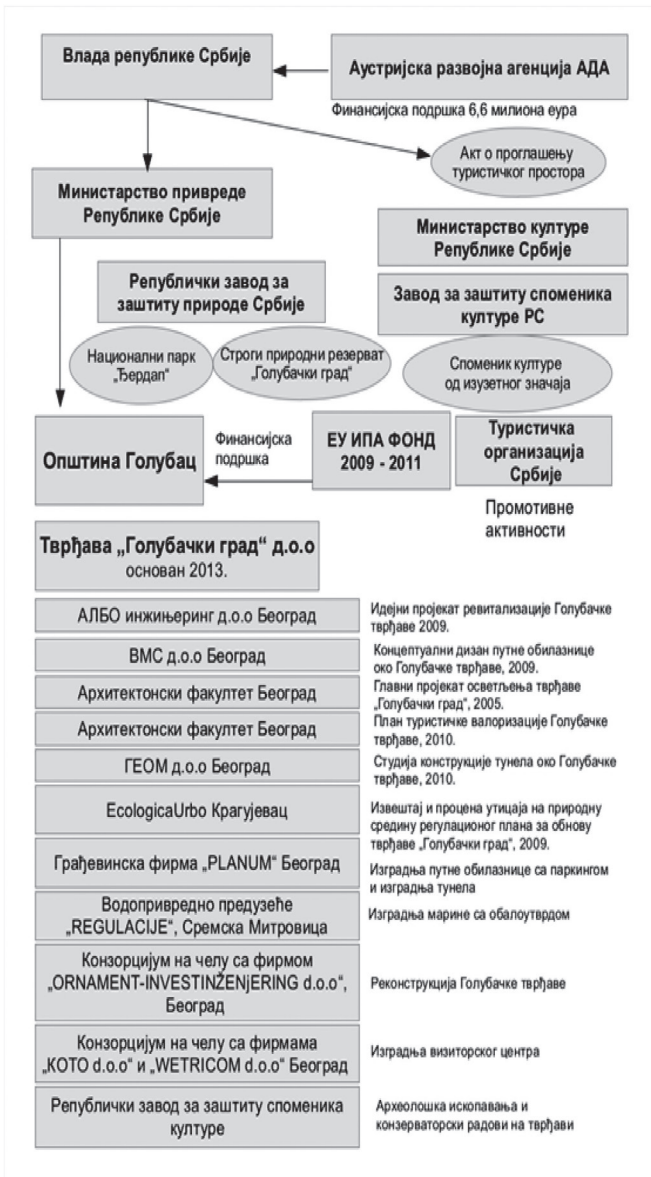 Влада републике Србије
Аустријска развојна агенција АДА
Финансијска подршка 6,6 милиона еура
Акт о проглашењу
туристичког простора
Министарство привреде
Републике Србије
Министарство културе
Републике Србије
Републички завод за
заштиту природе Србије
Завод за заштиту споменика
културе РС
Национални парк
„Ђердап“
Строги природни резерват
„Голубачки град“
Споменик културе
од изузетног значаја
Општина Голубац
Финансијска
подршка
ЕУ ИПА ФОНД
2009 - 2011
Туристичка
организација
Србије
Промотивне
активности
Тврђава „Голубачки град“ д.о.о
основан 2013.
АЛБО инжињеринг д.о.о Београд
Идејни пројекат ревитализације Голубачке
тврђаве 2009.
ВМС д.о.о Београд
Концептуални дизан путне обилазнице
око Голубачке тврђаве, 2009.
Архитектонски факултет Београд
Главни пројекат осветљења тврђаве
„Голубачки град“, 2005.
Архитектонски факултет Београд
План туристичке валоризације Голубачке
тврђаве, 2010.
ГЕОМ д.о.о Београд
Студија конструкције тунела око Голубачке
тврђаве, 2010.
EcologicaUrbo Крагујевац
Извештај и процена утицаја на природну
средину регулационог плана за обнову
тврђаве „Голубачки град“, 2009.
Грађевинска фирма „PLANUM“ Београд
Изградња путне обилазнице са паркингом
и изградња тунела
Водопривредно предузеће
„REGULACIJE“, Сремска Митровица
Изградња марине са обалоутврдом
Конзорцијум на челу са фирмом
„ORNAMENT-INVESTINŽENjERING d.o.o“,
Београд
Реконструкција Голубачке тврђаве
Конзорцијум на челу са фирмама
„КОТО d.o.o“ и „WETRICOM d.o.o“ Београд
Изградња визиторског центра
Републички завод за заштиту споменика
културе
Археолошка ископавања и
конзерваторски радови на тврђави